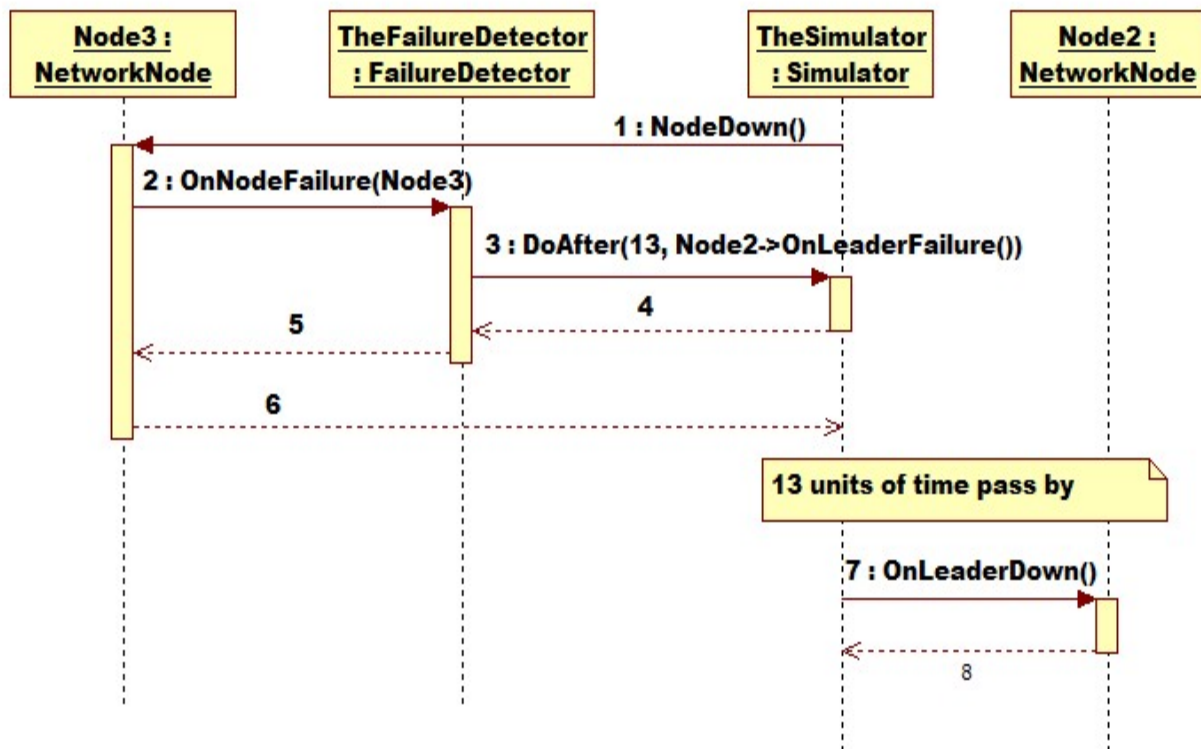 Node3 :
NetworkNode
TheFailureDetector
: FailureDetector
TheSimulator
: Simulator
Node2 :
NetworkNode
1 : NodeDown()
2 : OnNodeFailure(Node3)
3 : DoAfter(13, Node2->OnLeaderFailure())
4
5
6
13 units of time pass by
7 : OnLeaderDown()
8